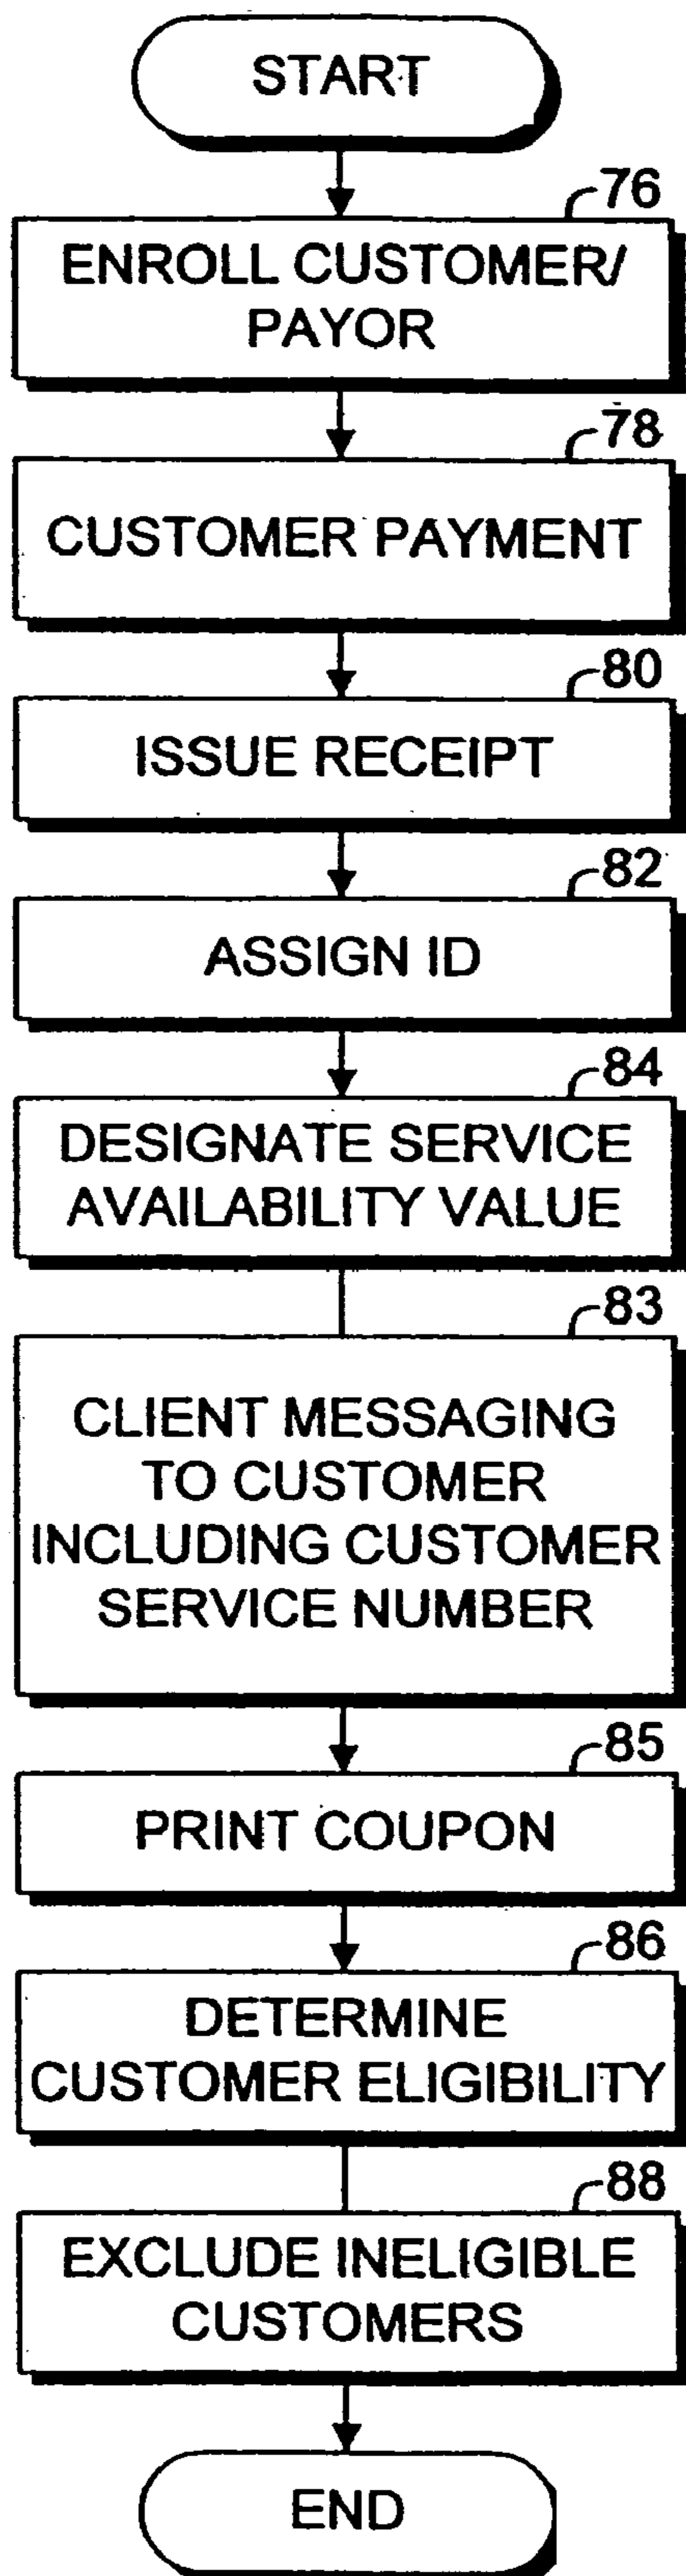 START
76
ENROLL CUSTOMER/
PAYOR
78
CUSTOMER PAYMENT
80
ISSUE RECEIPT
82
ASSIGN ID
84
DESIGNATE SERVICE
AVAILABILITY VALUE
83
CLIENT MESSAGING
TO CUSTOMER
INCLUDING CUSTOMER
SERVICE NUMBER
85
PRINT COUPON
86
DETERMINE
CUSTOMER ELIGIBILITY
88
EXCLUDE INELIGIBLE
CUSTOMERS
END